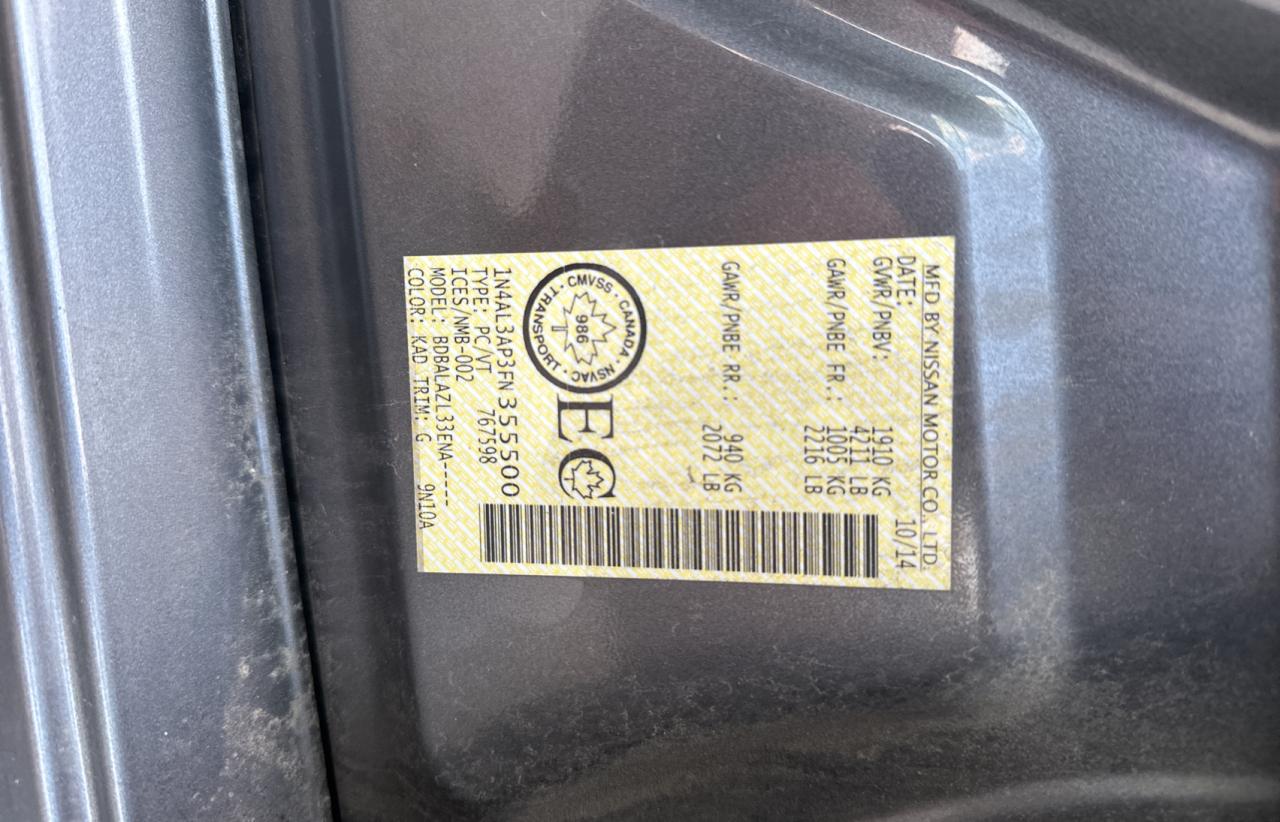 MFD BY NISSAN MOTOR CO., LTD.
DATE: 10/14
GVWR/PNBV: 1910 KG
4211 LB
GAWR/PNBE FR.: 1005 KG
2216 LB
GAWR/PNBE RR.: 940 KG
2072 LB
CANADA · NSVAC · TRANSPORT · CMVSS ·
986
EC
1N4AL3AP3FN355500
TYPE: PC/VT 767598
ICES/NMB-002
MODEL: BDBALAZL33ENA-----
COLOR: KAD TRIM: G 9N10A